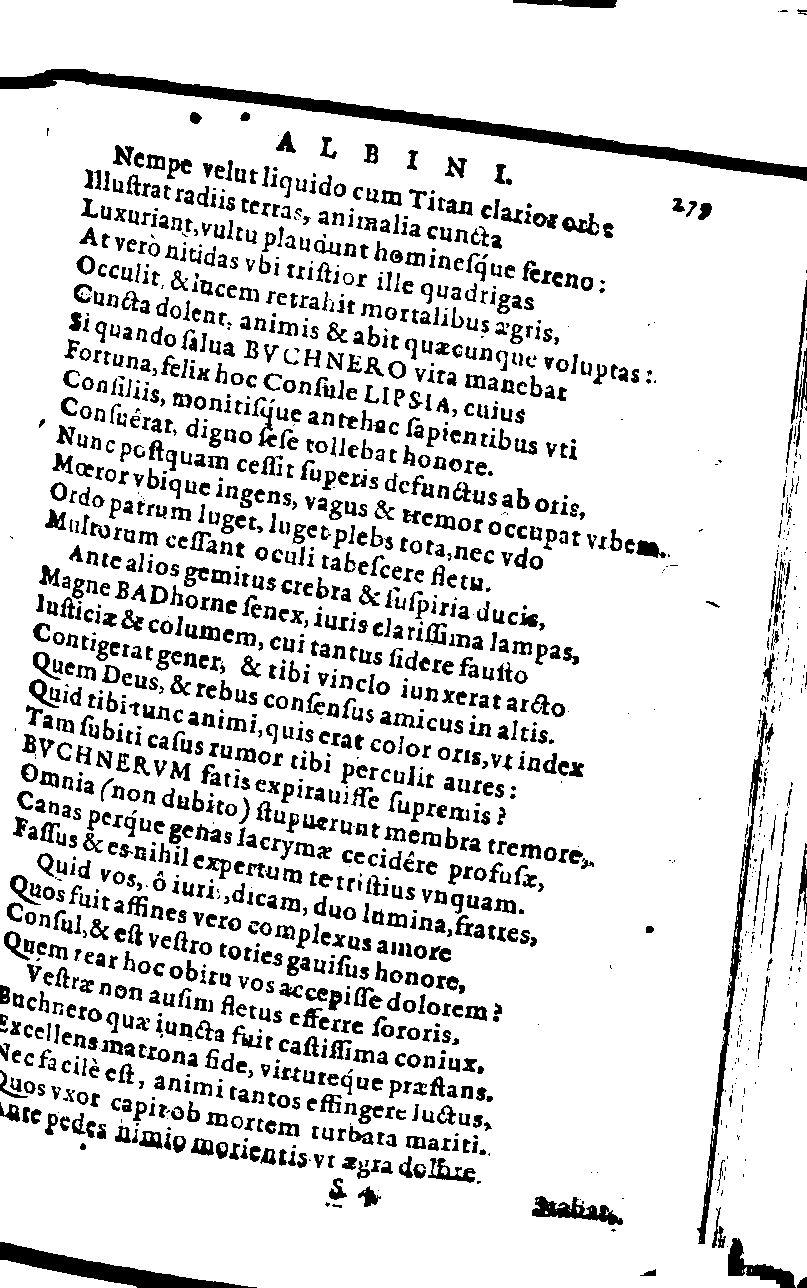 ALBINI. 279
Nempe velut liquido cum Titan clarior orbe
Illuſtrat radiis terras, animalia cuncta
Luxuriant, vultu plaudunt hominesq́ue ſereno:
At verò nitidas vbi triſtior ille quadrigas
Occulit, & lucem retrahit mortalibus ægris,
Cuncta dolent, animis & abit quæcunque voluptas:
Si quando ſalua BVCHNERO vita manebat
Fortuna, felix hoc Conſule LIPSIA, cuius
Conſiliis, monitiſq́ue antehac ſapientibus vti
Conſuérat, digno ſeſe tollebat honore.
Nunc poſtquam ceſſit ſuperis defunctus ab oris,
Mœror vbique ingens, vagus & tremor occupat vrbem.
Ordo patrum luget, luget plebs tota, nec vdo
Multorum ceſſant oculi tabeſcere fletu.
Ante alios gemitus crebra & ſuſpiria ducis,
Magne BADhorne ſenex, iuris clariſſima lampas,
Iuſticiæ & columem, cui tantus ſidere fauſto
Contigerat gener, & tibi vinclo iunxerat arcto
Quem Deus, & rebus conſenſus amicus in altis.
Quid tibi tunc animi, quis erat color oris, vt index
Tam ſubiti caſus rumor tibi perculit aures:
BVCHNERVM fatis expirauiſſe ſupremis?
Omnia (non dubito) ſtupuerunt membra tremore,
Canas perq́ue genas lacrymæ cecidêre profuſæ,
Faſſus & es nihil expertum te triſtius vnquam.
Quid vos, ô iuris, dicam, duo lumina, fratres,
Quos fuit affines vero complexus amore
Conſul, & eſt veſtro toties gauiſus honore,
Quem rear hoc obitu vos accepiſſe dolorem?
Veſtræ non auſim fletus efferre ſororis,
Buchnero quæ iuncta fuit caſtiſſima coniux,
Excellens matrona fide, virtuteq́ue præſtans.
Nec facilè eſt, animi tantos effingere luctus,
Quos vxor capit ob mortem turbata mariti.
Ante pedes nimio morientis vt ægra dolore
S 4